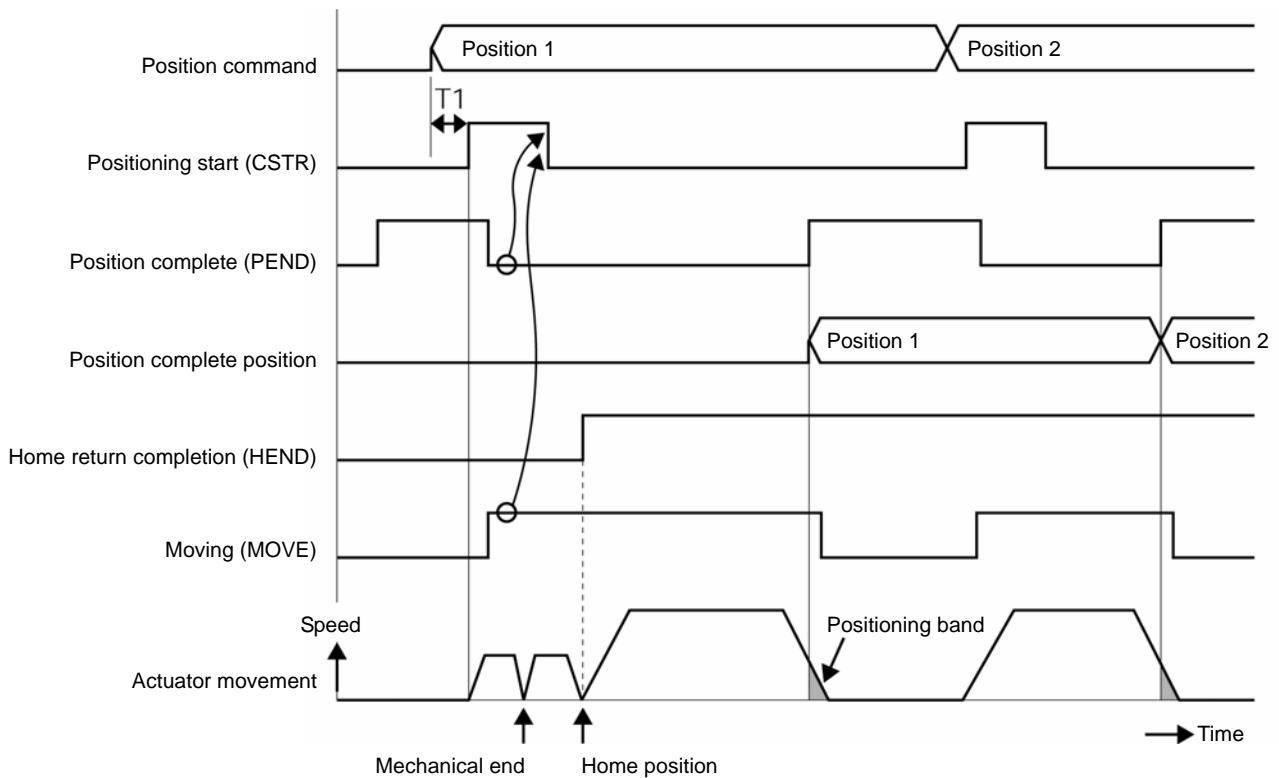 Position command
Position 1
Position 2
T1
Positioning start (CSTR)
Position complete (PEND)
Position complete position
Position 1
Position 2
Home return completion (HEND)
Moving (MOVE)
Speed
Positioning band
Actuator movement
Time
Mechanical end
Home position